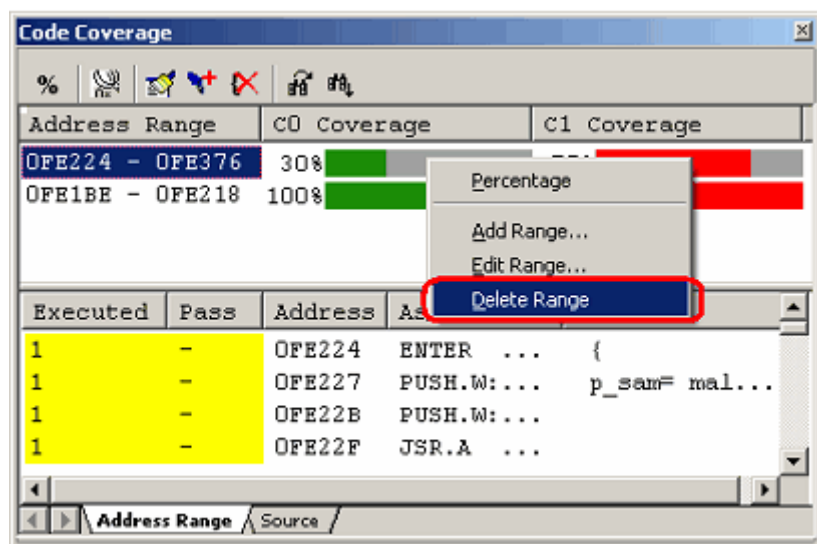 Code Coverage
%
Address Range C0 Coverage C1 Coverage
0FE224 - 0FE376 30%
0FE1BE - 0FE218 100%
Percentage
Add Range...
Edit Range...
Delete Range
Executed Pass Address As
1 - 0FE224 ENTER ... {
1 - 0FE227 PUSH.W:... p_sam= mal...
1 - 0FE22B PUSH.W:...
1 - 0FE22F JSR.A ...
Address Range Source